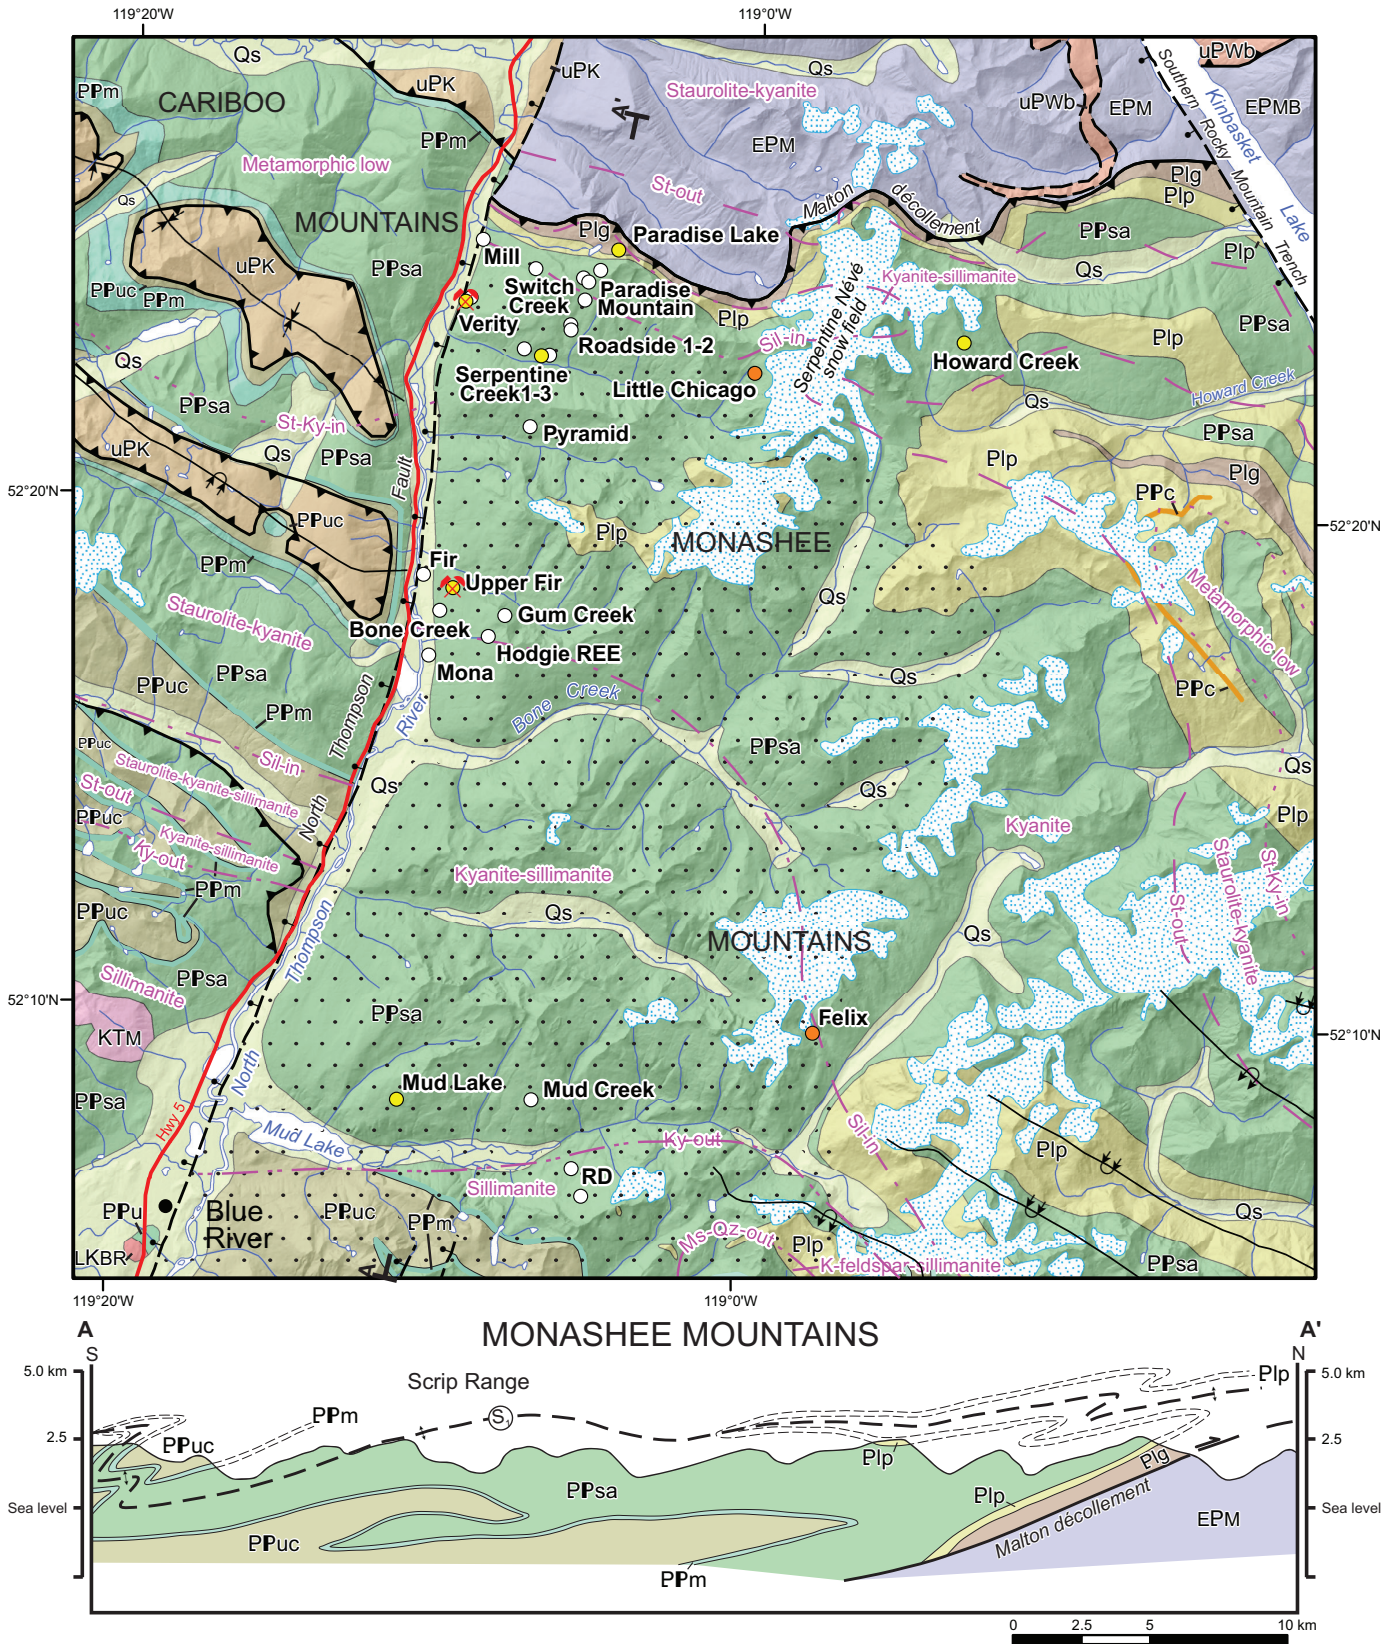 119°20'W
119°0'W
Qs
uPK
uPK
Qs
uPWb
PPm
CARIBOO
Staurolite-kyanite
uPWb
EPM
EPMB
Southern Rocky Mountain Trench
Kinbasket Lake
PPm
EPM
Metamorphic low
St-out
Plg
Plp
Qs
MOUNTAINS
Malton décollement
Plg
Paradise Lake
PPsa
Mill
Plp
uPK
PPsa
Qs
Kyanite-sillimanite
PPuc
PPm
Switch
Creek
Paradise
Mountain
Serpentine Névé
snow field
Verity
Plp
PPsa
Sil-in
Plp
Roadside 1-2
Qs
Howard Creek
Serpentine
Creek1-3
Little Chicago
Howard Creek
PPsa
Qs
St-Ky-in
Pyramid
PPsa
uPK
Qs
PPsa
Plp
Plg
Fault
52°20'N
PPc
52°20'N
PPuc
Plp
MONASHEE
PPm
Fir
Upper Fir
Metamorphic low
Staurolite-kyanite
Qs
Bone Creek
Gum Creek
Hodgie REE
PPsa
Mona
Qs
PPuc
PPc
Thompson
River
Bone Creek
PPm
PPuc
PPsa
Sil-in
Qs
Staurolite-kyanite-sillimanite
Qs
Qs
St-out
PPuc
North
Plp
Kyanite
Kyanite-sillimanite
Ky-out
Kyanite-sillimanite
Staurolite-kyanite
St-Ky-in
PPm
PPuc
Qs
St-out
Thompson
MOUNTAINS
Qs
PPsa
Sillimanite
52°10'N
PPsa
Felix
KTM
52°10'N
North
Mud Lake
Mud Creek
PPsa
Hwy 5
Mud Lake
Sil-in
Ky-out
Plp
RD
Sillimanite
PPu
Blue
River
PPuc
PPm
Qs
Ms-Qz-out
Plp
LKBR
K-feldspar-sillimanite
PPsa
A
A'
119°20'W
119°0'W
A
MONASHEE MOUNTAINS
A'
S
N
5.0 km
Scrip Range
Plp
5.0 km
PPm
S1
2.5
PPuc
2.5
Plp
Plg
PPsa
Plp
Sea level
Sea level
Malton décollement
EPM
PPuc
PPm
0
2.5
5
10 km